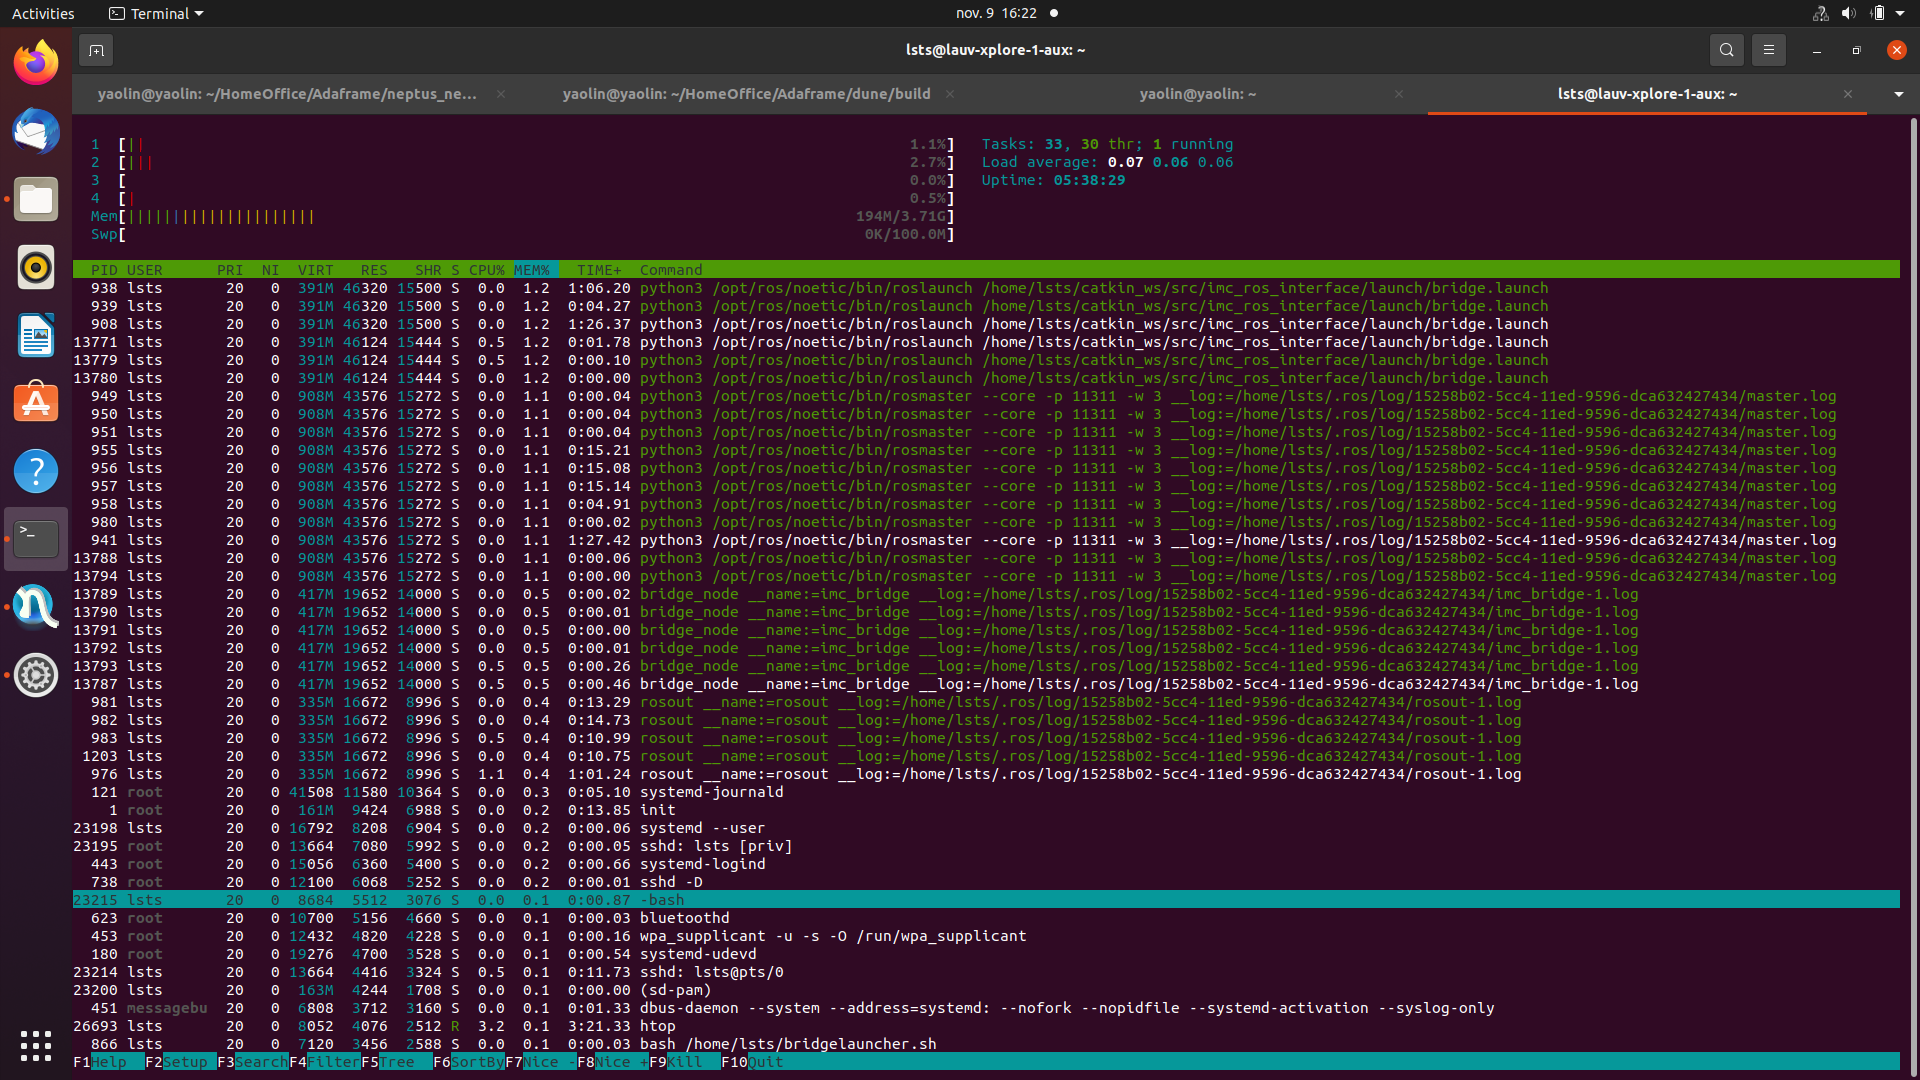 Activities Terminal nov. 9 16:22
lsts@lauv-xplore-1-aux: ~
yaolin@yaolin: ~/HomeOffice/Adaframe/neptus_ne... yaolin@yaolin: ~/HomeOffice/Adaframe/dune/build yaolin@yaolin: ~ lsts@lauv-xplore-1-aux: ~
1 [|| 1.1%] Tasks: 33, 30 thr; 1 running
2 [||| 2.7%] Load average: 0.07 0.06 0.06
3 [ 0.0%] Uptime: 05:38:29
4 [| 0.5%]
Mem[||||||||||||||||||||| 194M/3.71G]
Swp[ 0K/100.0M]
PID USER PRI NI VIRT RES SHR S CPU% MEM% TIME+ Command
938 lsts 20 0 391M 46320 15500 S 0.0 1.2 1:06.20 python3 /opt/ros/noetic/bin/roslaunch /home/lsts/catkin_ws/src/imc_ros_interface/launch/bridge.launch
939 lsts 20 0 391M 46320 15500 S 0.0 1.2 0:04.27 python3 /opt/ros/noetic/bin/roslaunch /home/lsts/catkin_ws/src/imc_ros_interface/launch/bridge.launch
908 lsts 20 0 391M 46320 15500 S 0.0 1.2 1:26.37 python3 /opt/ros/noetic/bin/roslaunch /home/lsts/catkin_ws/src/imc_ros_interface/launch/bridge.launch
13771 lsts 20 0 391M 46124 15444 S 0.5 1.2 0:01.78 python3 /opt/ros/noetic/bin/roslaunch /home/lsts/catkin_ws/src/imc_ros_interface/launch/bridge.launch
13779 lsts 20 0 391M 46124 15444 S 0.5 1.2 0:00.10 python3 /opt/ros/noetic/bin/roslaunch /home/lsts/catkin_ws/src/imc_ros_interface/launch/bridge.launch
13780 lsts 20 0 391M 46124 15444 S 0.0 1.2 0:00.00 python3 /opt/ros/noetic/bin/roslaunch /home/lsts/catkin_ws/src/imc_ros_interface/launch/bridge.launch
949 lsts 20 0 908M 43576 15272 S 0.0 1.1 0:00.04 python3 /opt/ros/noetic/bin/rosmaster --core -p 11311 -w 3 __log:=/home/lsts/.ros/log/15258b02-5cc4-11ed-9596-dca632427434/master.log
950 lsts 20 0 908M 43576 15272 S 0.0 1.1 0:00.04 python3 /opt/ros/noetic/bin/rosmaster --core -p 11311 -w 3 __log:=/home/lsts/.ros/log/15258b02-5cc4-11ed-9596-dca632427434/master.log
951 lsts 20 0 908M 43576 15272 S 0.0 1.1 0:00.04 python3 /opt/ros/noetic/bin/rosmaster --core -p 11311 -w 3 __log:=/home/lsts/.ros/log/15258b02-5cc4-11ed-9596-dca632427434/master.log
955 lsts 20 0 908M 43576 15272 S 0.0 1.1 0:15.21 python3 /opt/ros/noetic/bin/rosmaster --core -p 11311 -w 3 __log:=/home/lsts/.ros/log/15258b02-5cc4-11ed-9596-dca632427434/master.log
956 lsts 20 0 908M 43576 15272 S 0.0 1.1 0:15.08 python3 /opt/ros/noetic/bin/rosmaster --core -p 11311 -w 3 __log:=/home/lsts/.ros/log/15258b02-5cc4-11ed-9596-dca632427434/master.log
957 lsts 20 0 908M 43576 15272 S 0.0 1.1 0:15.14 python3 /opt/ros/noetic/bin/rosmaster --core -p 11311 -w 3 __log:=/home/lsts/.ros/log/15258b02-5cc4-11ed-9596-dca632427434/master.log
958 lsts 20 0 908M 43576 15272 S 0.0 1.1 0:04.91 python3 /opt/ros/noetic/bin/rosmaster --core -p 11311 -w 3 __log:=/home/lsts/.ros/log/15258b02-5cc4-11ed-9596-dca632427434/master.log
980 lsts 20 0 908M 43576 15272 S 0.0 1.1 0:00.02 python3 /opt/ros/noetic/bin/rosmaster --core -p 11311 -w 3 __log:=/home/lsts/.ros/log/15258b02-5cc4-11ed-9596-dca632427434/master.log
941 lsts 20 0 908M 43576 15272 S 0.0 1.1 1:27.42 python3 /opt/ros/noetic/bin/rosmaster --core -p 11311 -w 3 __log:=/home/lsts/.ros/log/15258b02-5cc4-11ed-9596-dca632427434/master.log
13788 lsts 20 0 908M 43576 15272 S 0.0 1.1 0:00.06 python3 /opt/ros/noetic/bin/rosmaster --core -p 11311 -w 3 __log:=/home/lsts/.ros/log/15258b02-5cc4-11ed-9596-dca632427434/master.log
13794 lsts 20 0 908M 43576 15272 S 0.0 1.1 0:00.00 python3 /opt/ros/noetic/bin/rosmaster --core -p 11311 -w 3 __log:=/home/lsts/.ros/log/15258b02-5cc4-11ed-9596-dca632427434/master.log
13789 lsts 20 0 417M 19652 14000 S 0.0 0.5 0:00.02 bridge_node __name:=imc_bridge __log:=/home/lsts/.ros/log/15258b02-5cc4-11ed-9596-dca632427434/imc_bridge-1.log
13790 lsts 20 0 417M 19652 14000 S 0.0 0.5 0:00.01 bridge_node __name:=imc_bridge __log:=/home/lsts/.ros/log/15258b02-5cc4-11ed-9596-dca632427434/imc_bridge-1.log
13791 lsts 20 0 417M 19652 14000 S 0.0 0.5 0:00.00 bridge_node __name:=imc_bridge __log:=/home/lsts/.ros/log/15258b02-5cc4-11ed-9596-dca632427434/imc_bridge-1.log
13792 lsts 20 0 417M 19652 14000 S 0.0 0.5 0:00.01 bridge_node __name:=imc_bridge __log:=/home/lsts/.ros/log/15258b02-5cc4-11ed-9596-dca632427434/imc_bridge-1.log
13793 lsts 20 0 417M 19652 14000 S 0.5 0.5 0:00.26 bridge_node __name:=imc_bridge __log:=/home/lsts/.ros/log/15258b02-5cc4-11ed-9596-dca632427434/imc_bridge-1.log
13787 lsts 20 0 417M 19652 14000 S 0.5 0.5 0:00.46 bridge_node __name:=imc_bridge __log:=/home/lsts/.ros/log/15258b02-5cc4-11ed-9596-dca632427434/imc_bridge-1.log
981 lsts 20 0 335M 16672 8996 S 0.0 0.4 0:13.29 rosout __name:=rosout __log:=/home/lsts/.ros/log/15258b02-5cc4-11ed-9596-dca632427434/rosout-1.log
982 lsts 20 0 335M 16672 8996 S 0.0 0.4 0:14.73 rosout __name:=rosout __log:=/home/lsts/.ros/log/15258b02-5cc4-11ed-9596-dca632427434/rosout-1.log
983 lsts 20 0 335M 16672 8996 S 0.5 0.4 0:10.99 rosout __name:=rosout __log:=/home/lsts/.ros/log/15258b02-5cc4-11ed-9596-dca632427434/rosout-1.log
1203 lsts 20 0 335M 16672 8996 S 0.0 0.4 0:10.75 rosout __name:=rosout __log:=/home/lsts/.ros/log/15258b02-5cc4-11ed-9596-dca632427434/rosout-1.log
976 lsts 20 0 335M 16672 8996 S 1.1 0.4 1:01.24 rosout __name:=rosout __log:=/home/lsts/.ros/log/15258b02-5cc4-11ed-9596-dca632427434/rosout-1.log
121 root 20 0 41508 11580 10364 S 0.0 0.3 0:05.10 systemd-journald
1 root 20 0 161M 9424 6988 S 0.0 0.2 0:13.85 init
23198 lsts 20 0 16792 8208 6904 S 0.0 0.2 0:00.06 systemd --user
23195 root 20 0 13664 7080 5992 S 0.0 0.2 0:00.05 sshd: lsts [priv]
443 root 20 0 15056 6360 5400 S 0.0 0.2 0:00.66 systemd-logind
738 root 20 0 12100 6068 5252 S 0.0 0.2 0:00.01 sshd -D
23215 lsts 20 0 8684 5512 3076 S 0.0 0.1 0:00.87 -bash
623 root 20 0 10700 5156 4660 S 0.0 0.1 0:00.03 bluetoothd
453 root 20 0 12432 4820 4228 S 0.0 0.1 0:00.16 wpa_supplicant -u -s -O /run/wpa_supplicant
180 root 20 0 19276 4700 3528 S 0.0 0.1 0:00.54 systemd-udevd
23214 lsts 20 0 13664 4416 3324 S 0.5 0.1 0:11.73 sshd: lsts@pts/0
23200 lsts 20 0 163M 4244 1708 S 0.0 0.1 0:00.00 (sd-pam)
451 messagebu 20 0 6808 3712 3160 S 0.0 0.1 0:01.33 dbus-daemon --system --address=systemd: --nofork --nopidfile --systemd-activation --syslog-only
26693 lsts 20 0 8052 4076 2512 R 3.2 0.1 3:21.33 htop
866 lsts 20 0 7120 3456 2588 S 0.0 0.1 0:00.03 bash /home/lsts/bridgelauncher.sh
F1Help F2Setup F3SearchF4FilterF5Tree F6SortByF7Nice -F8Nice +F9Kill F10Quit